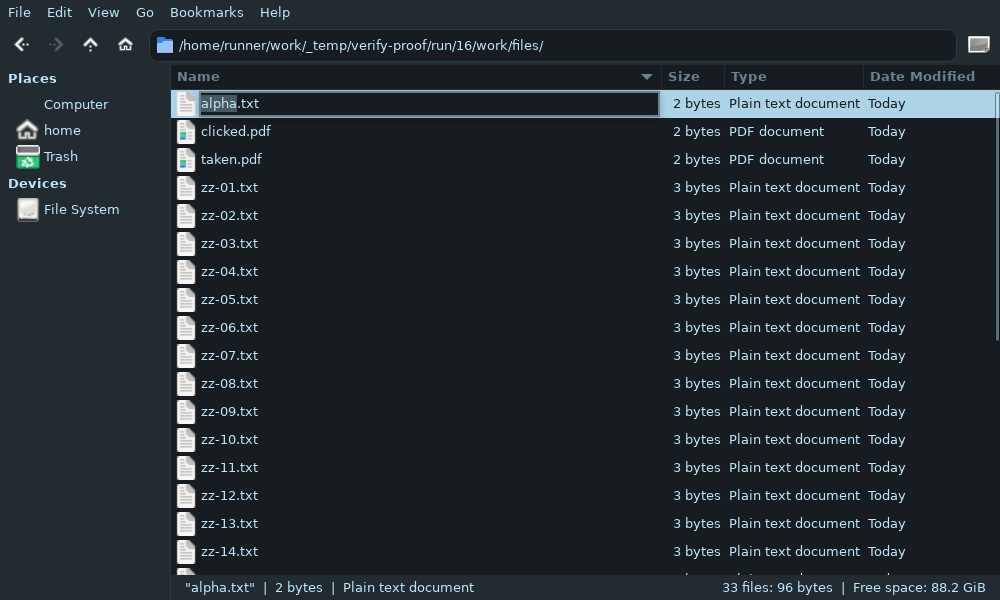 File Edit View Go Bookmarks Help
/home/runner/work/_temp/verify-proof/run/16/work/files/
Places
Computer
home
Trash
Devices
File System
Name Size Type Date Modified
alpha.txt 2 bytes Plain text document Today
clicked.pdf 2 bytes PDF document Today
taken.pdf 2 bytes PDF document Today
zz-01.txt 3 bytes Plain text document Today
zz-02.txt 3 bytes Plain text document Today
zz-03.txt 3 bytes Plain text document Today
zz-04.txt 3 bytes Plain text document Today
zz-05.txt 3 bytes Plain text document Today
zz-06.txt 3 bytes Plain text document Today
zz-07.txt 3 bytes Plain text document Today
zz-08.txt 3 bytes Plain text document Today
zz-09.txt 3 bytes Plain text document Today
zz-10.txt 3 bytes Plain text document Today
zz-11.txt 3 bytes Plain text document Today
zz-12.txt 3 bytes Plain text document Today
zz-13.txt 3 bytes Plain text document Today
zz-14.txt 3 bytes Plain text document Today
"alpha.txt" | 2 bytes | Plain text document 33 files: 96 bytes | Free space: 88.2 GiB